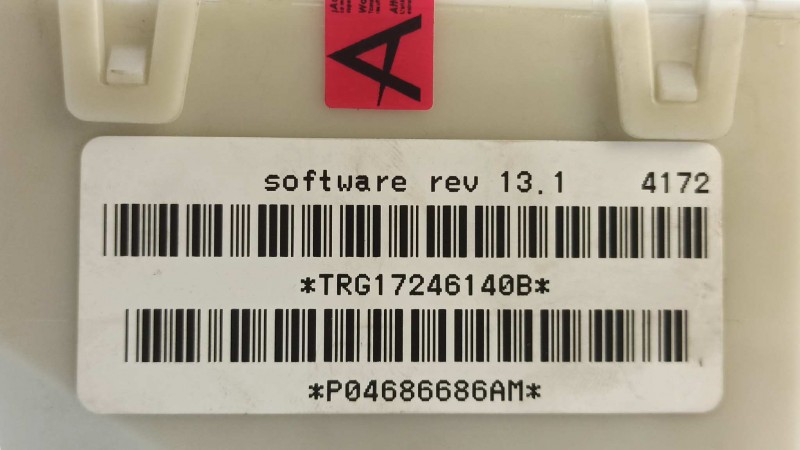 A
software rev 13.1 4172
*TRG17246140B*
*P04686686AM*